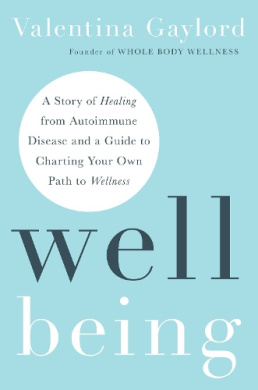 Valentina Gaylord
Founder of WHOLE BODY WELLNESS
A Story of Healing
from Autoimmune
Disease and a Guide to
Charting Your Own
Path to Wellness
well
being